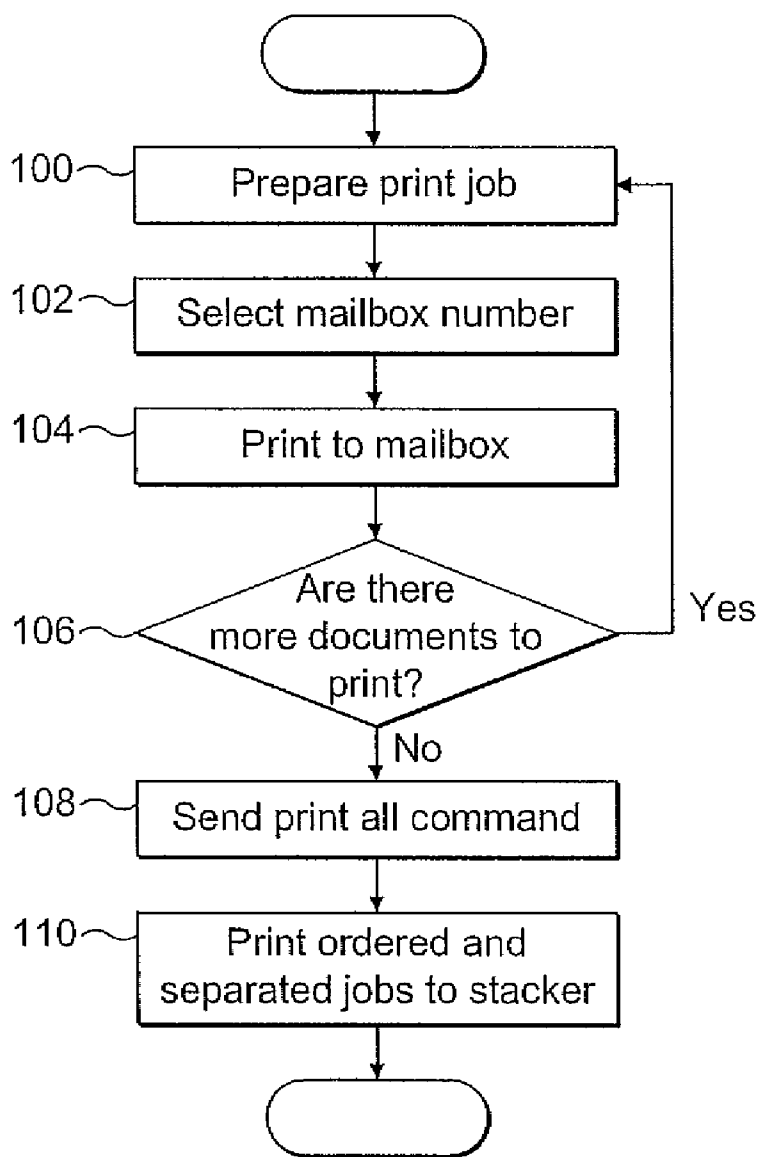 100
Prepare print job
102
Select mailbox number
104
Print to mailbox
106
Are there
more documents to
print?
Yes
No
108
Send print all command
110
Print ordered and
separated jobs to stacker